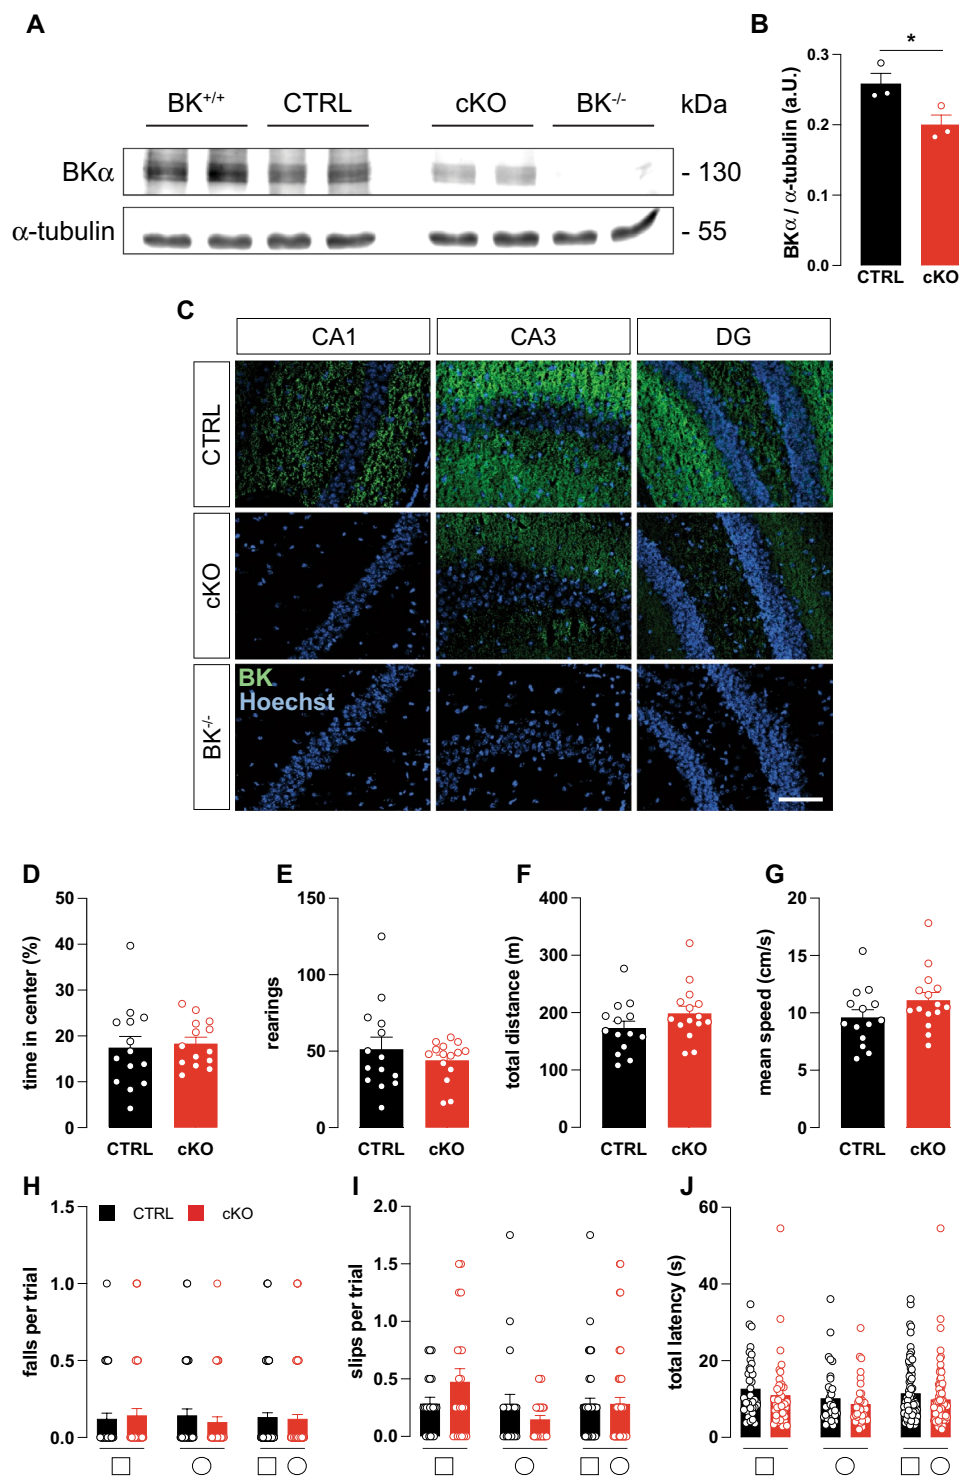 A
BK+/+ CTRL cKO BK-/- kDa
BKα - 130
α-tubulin - 55
B
*
BKα / α-tubulin (a.U.)
0.3
0.2
0.1
0.0
CTRL cKO
C
CA1 CA3 DG
CTRL
cKO
BK-/-
BK
Hoechst
D
time in center (%)
50
40
30
20
10
0
CTRL cKO
E
rearings
150
100
50
0
CTRL cKO
F
total distance (m)
400
300
200
100
0
CTRL cKO
G
mean speed (cm/s)
20
15
10
5
0
CTRL cKO
H
falls per trial
1.5
1.0
0.5
0.0
CTRL cKO
I
slips per trial
2.0
1.5
1.0
0.5
0.0
J
total latency (s)
60
40
20
0